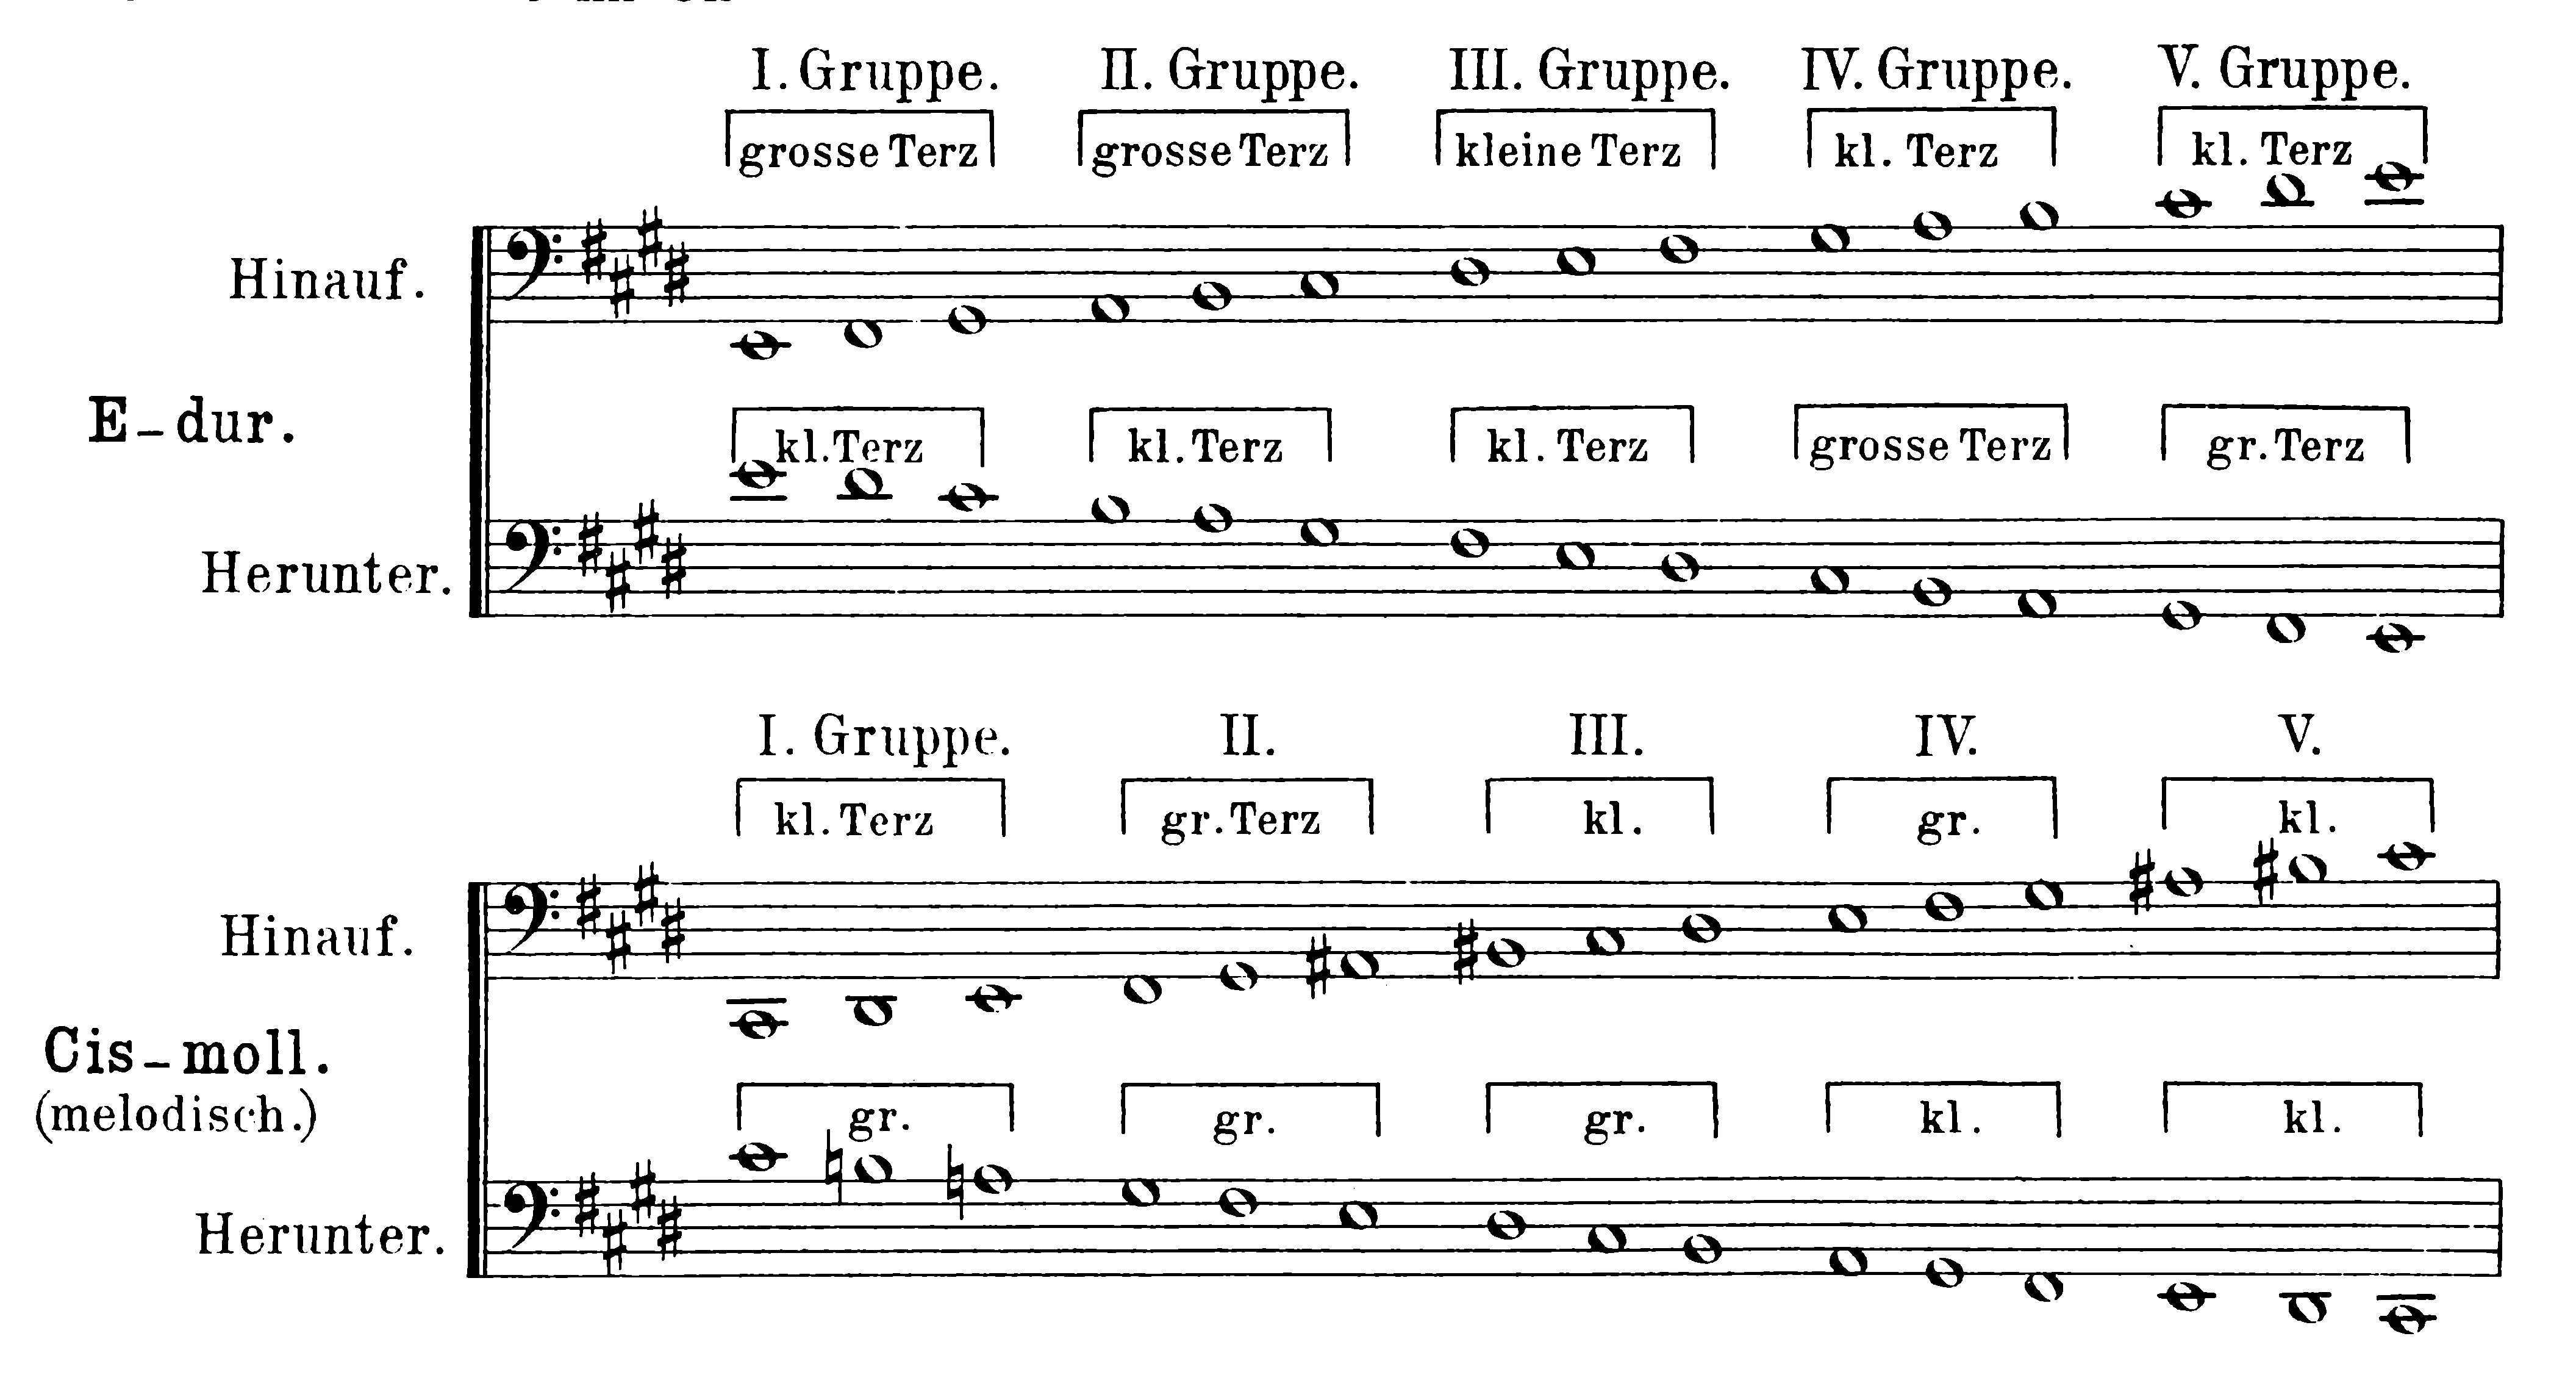 I. Gruppe. II. Gruppe. III. Gruppe. IV. Gruppe. V. Gruppe.
grosse Terz grosse Terz kleine Terz kl. Terz kl. Terz
Hinauf.
E-dur.
kl. Terz kl. Terz kl. Terz grosse Terz gr. Terz
Herunter.
I. Gruppe. II. III. IV. V.
kl. Terz gr. Terz kl. gr. kl.
Hinauf.
Cis-moll.
(melodisch.)
gr. gr. gr. kl. kl.
Herunter.